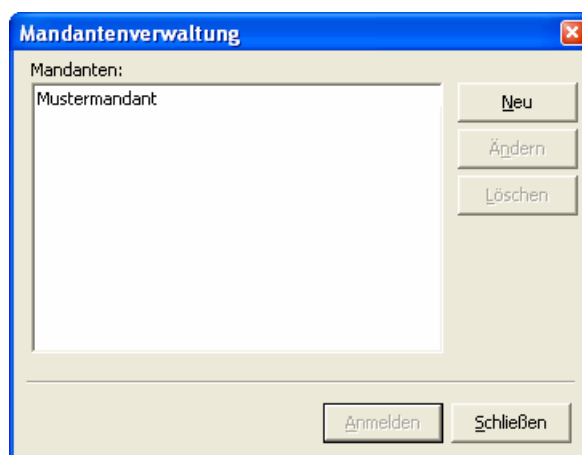 Mandantenverwaltung
Mandanten:
Mustermandant
Neu
Ändern
Löschen
Anmelden
Schließen